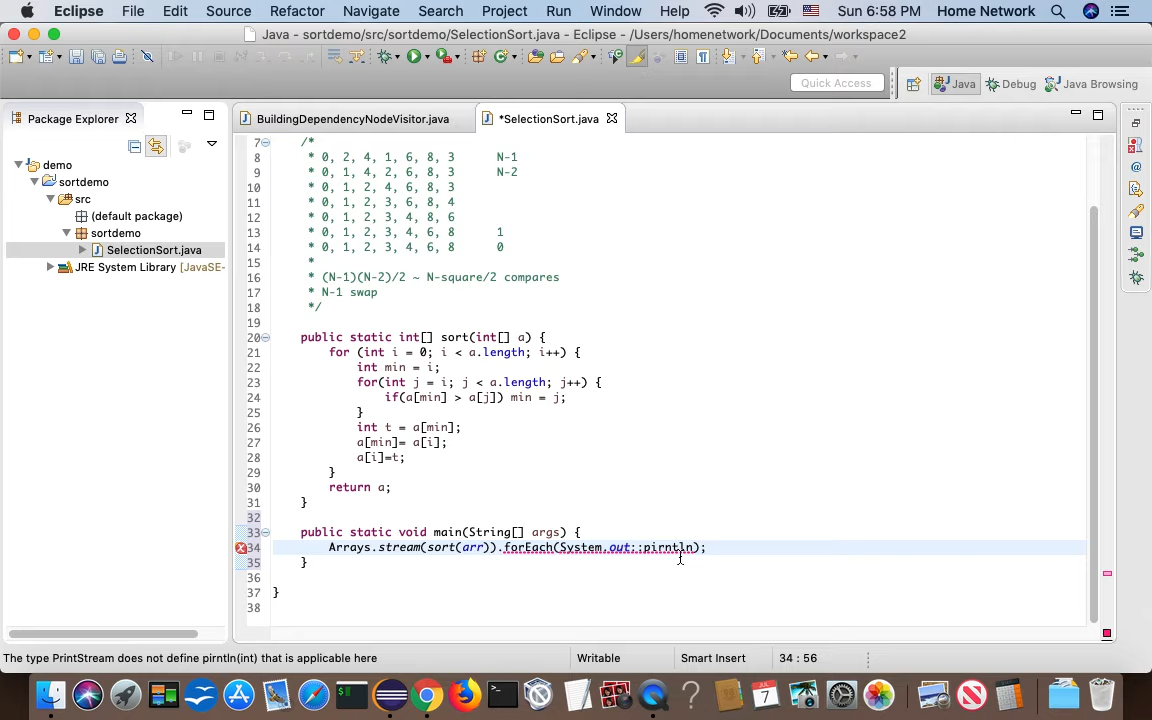 Eclipse File Edit Source Refactor Navigate Search Project Run Window Help Sun 6:58 PM Home Network
Java - sortdemo/src/sortdemo/SelectionSort.java - Eclipse - /Users/homenetwork/Documents/workspace2
Quick Access Java Debug Java Browsing
Package Explorer
demo
sortdemo
src
(default package)
sortdemo
SelectionSort.java
JRE System Library [JavaSE-
BuildingDependencyNodeVisitor.java *SelectionSort.java
7 /*
8 * 0, 2, 4, 1, 6, 8, 3 N-1
9 * 0, 1, 4, 2, 6, 8, 3 N-2
10 * 0, 1, 2, 4, 6, 8, 3
11 * 0, 1, 2, 3, 6, 8, 4
12 * 0, 1, 2, 3, 4, 8, 6
13 * 0, 1, 2, 3, 4, 6, 8 1
14 * 0, 1, 2, 3, 4, 6, 8 0
15 *
16 * (N-1)(N-2)/2 ~ N-square/2 compares
17 * N-1 swap
18 */
19
20 public static int[] sort(int[] a) {
21 for (int i = 0; i < a.length; i++) {
22 int min = i;
23 for(int j = i; j < a.length; j++) {
24 if(a[min] > a[j]) min = j;
25 }
26 int t = a[min];
27 a[min]= a[i];
28 a[i]=t;
29 }
30 return a;
31 }
32
33 public static void main(String[] args) {
34 Arrays.stream(sort(arr)).forEach(System.out::pirntln);
35 }
36
37 }
38
The type PrintStream does not define pirntln(int) that is applicable here Writable Smart Insert 34 : 56